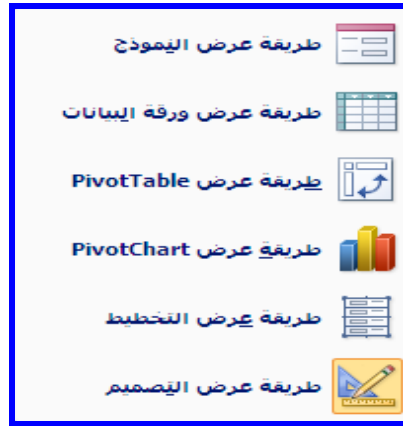 طريقة عرض النموذج
طريقة عرض ورقة البيانات
طريقة عرض PivotTable
طريقة عرض PivotChart
طريقة عرض التخطيط
طريقة عرض التصميم